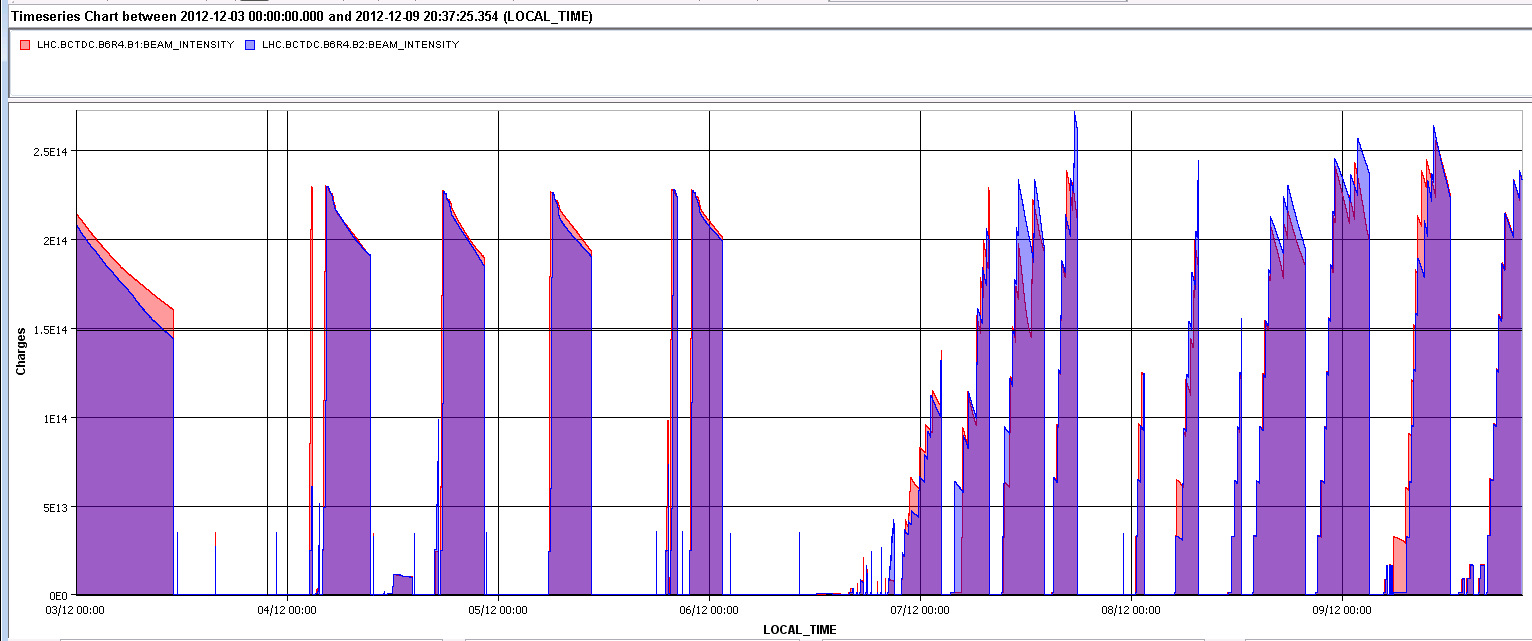 Timeseries Chart between 2012-12-03 00:00:00.000 and 2012-12-09 20:37:25.354 (LOCAL_TIME)
LHC.BCTDC.B6R4.B1:BEAM_INTENSITY LHC.BCTDC.B6R4.B2:BEAM_INTENSITY
2.5E14
2E14
1.5E14
1E14
5E13
0E0
Charges
03/12 00:00 04/12 00:00 05/12 00:00 06/12 00:00 07/12 00:00 08/12 00:00 09/12 00:00
LOCAL_TIME